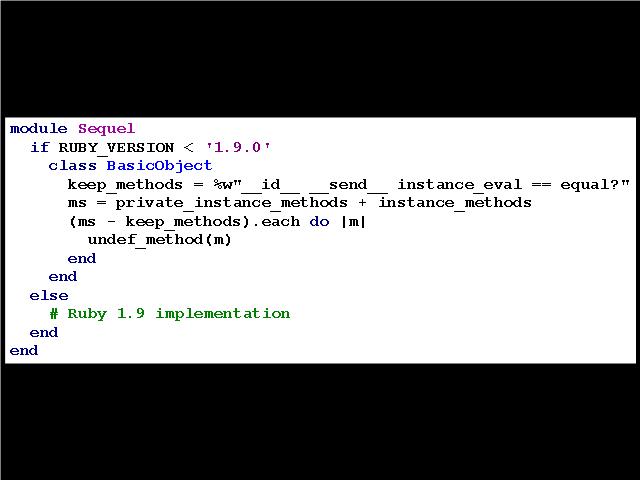 module Sequel
  if RUBY_VERSION < '1.9.0'
    class BasicObject
      keep_methods = %w"__id__ __send__ instance_eval == equal?"
      ms = private_instance_methods + instance_methods
      (ms - keep_methods).each do |m|
        undef_method(m)
      end
    end
  else
    # Ruby 1.9 implementation
  end
end